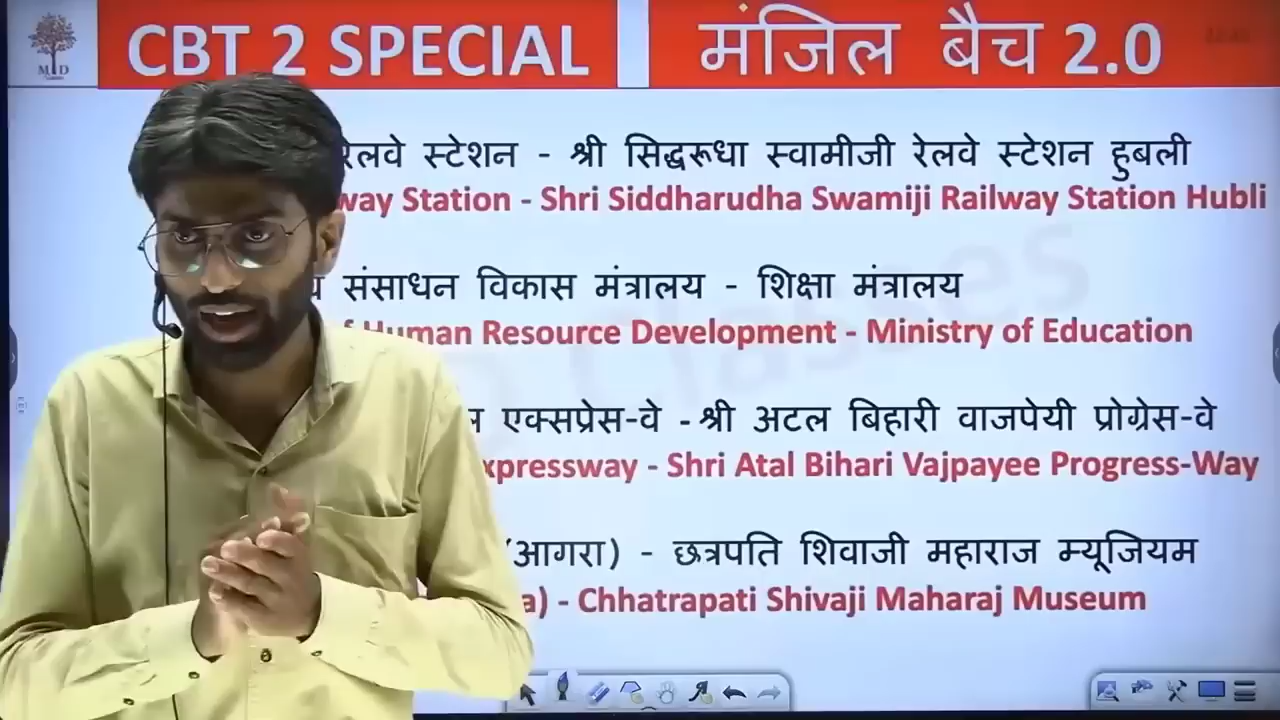 CBT 2 SPECIAL
मंजिल बैच 2.0
रेलवे स्टेशन - श्री सिद्धरूधा स्वामीजी रेलवे स्टेशन हुबली
way Station - Shri Siddharudha Swamiji Railway Station Hubli
संसाधन विकास मंत्रालय - शिक्षा मंत्रालय
Human Resource Development - Ministry of Education
एक्सप्रेस-वे - श्री अटल बिहारी वाजपेयी प्रोग्रेस-वे
xpressway - Shri Atal Bihari Vajpayee Progress-Way
(आगरा) - छत्रपति शिवाजी महाराज म्यूजियम
a) - Chhatrapati Shivaji Maharaj Museum